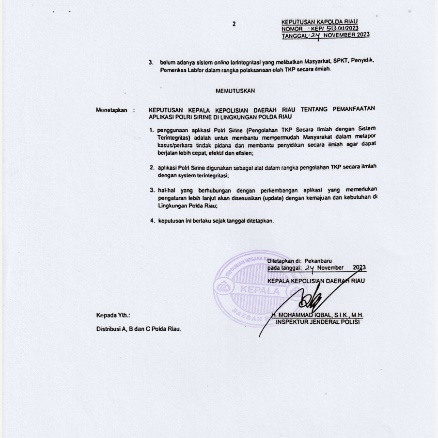 2
KEPUTUSAN KAPOLDA RIAU
NOMOR KEP/ /XI/2023
TANGGAL: 24 NOVEMBER 2023
3. belum adanya sistem online terintegrasi yang melibatkan Masyarkat, SPKT, Penyidik,
Pemeriksa Labfor dalam rangka pelaksanaan olah TKP secara ilmiah.
MEMUTUSKAN
Menetapkan : KEPUTUSAN KEPALA KEPOLISIAN DAERAH RIAU TENTANG PEMANFAATAN
APLIKASI POLRI SIRINE DI LINGKUNGAN POLDA RIAU
1. penggunaan aplikasi Polri Sirine (Pengolahan TKP Secara Ilmiah dengan Sistem
Terintegritas) adalah untuk membantu mempermudah Masyarakat dalam melapor
kasus/perkara tindak pidana dan membantu penyidikan secara ilmiah agar dapat
berjalan lebih cepat, efektif dan efisien;
2. aplikasi Polri Sirine digunakan sebagai alat dalam rangka pengolahan TKP secara ilmiah
dengan system terintegrasi;
3. hal-hal yang berhubungan dengan perkembangan aplikasi yang memerlukan
pengaturan lebih lanjut akan disesuaikan (update) dengan kemajuan dan kebutuhan di
Lingkungan Polda Riau;
4. keputusan ini berlaku sejak tanggal ditetapkan.
Ditetapkan di: Pekanbaru
pada tanggal: 24 November 2023
KEPALA KEPOLISIAN DAERAH RIAU
KEPALA
H. MOHAMMAD IQBAL, S.I.K., M.H.
INSPEKTUR JENDERAL POLISI
Kepada Yth.:
Distribusi A, B dan C Polda Riau.